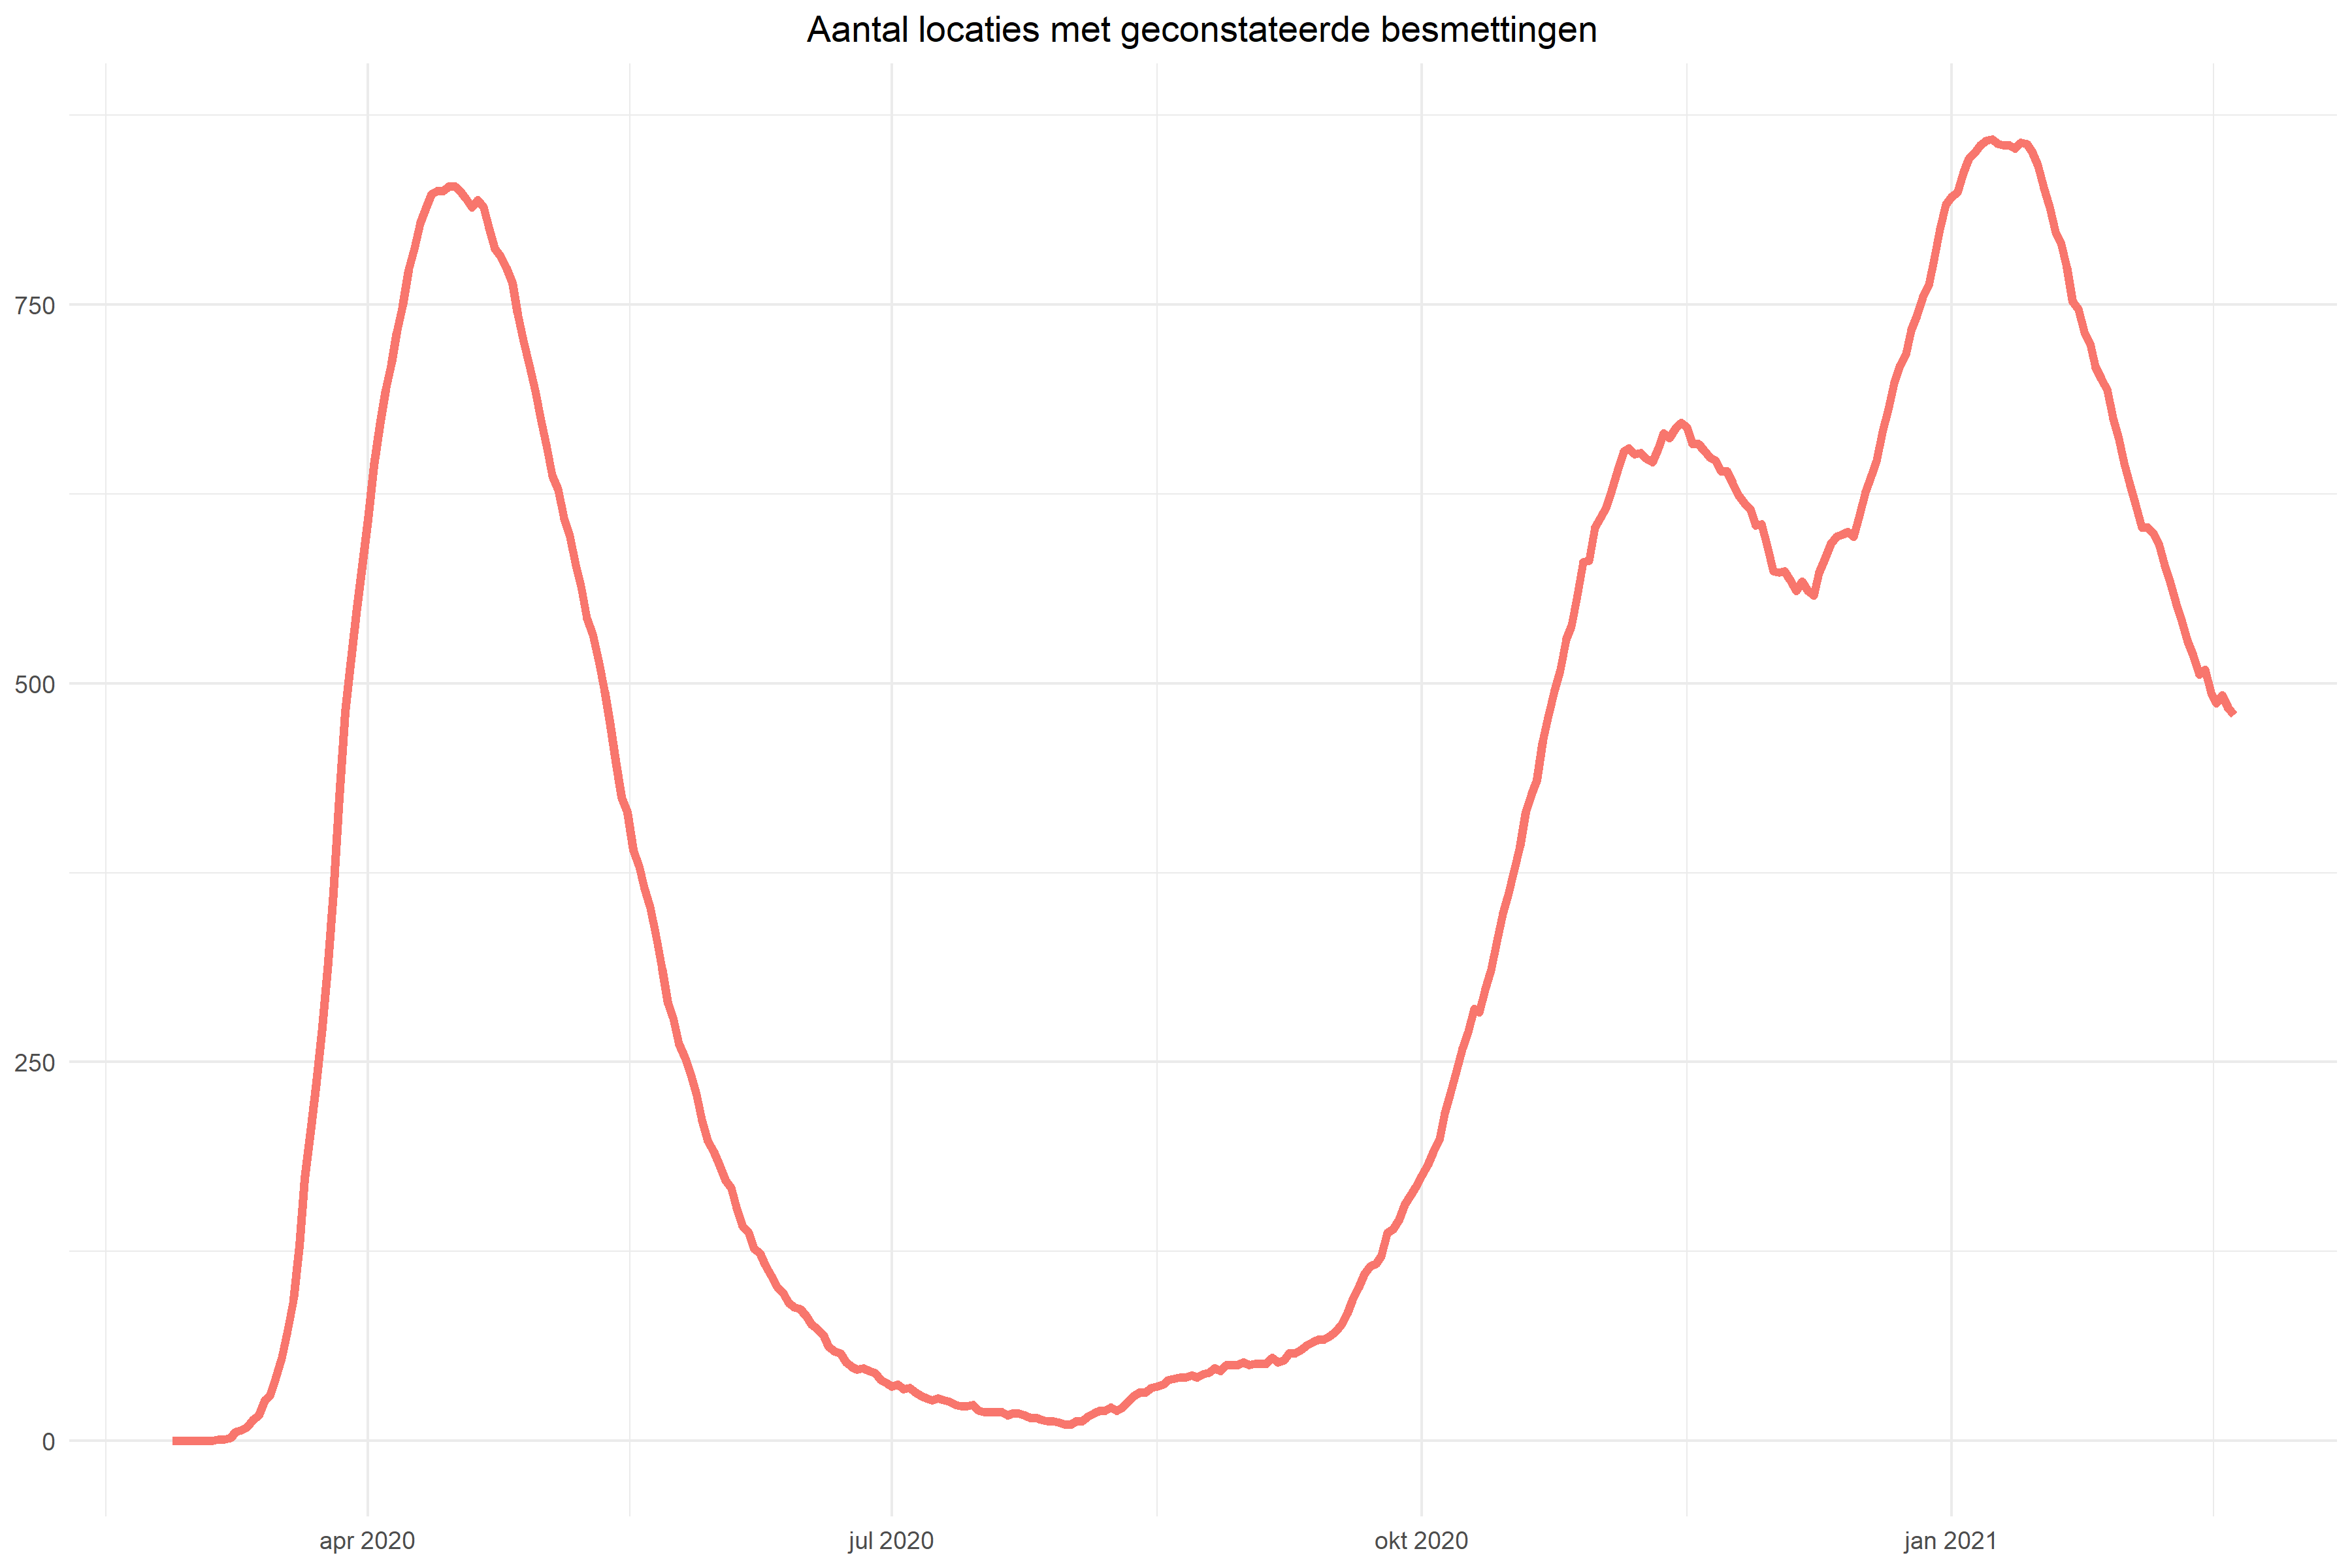 Aantal locaties met geconstateerde besmettingen
750
500
250
0
apr 2020
jul 2020
okt 2020
jan 2021